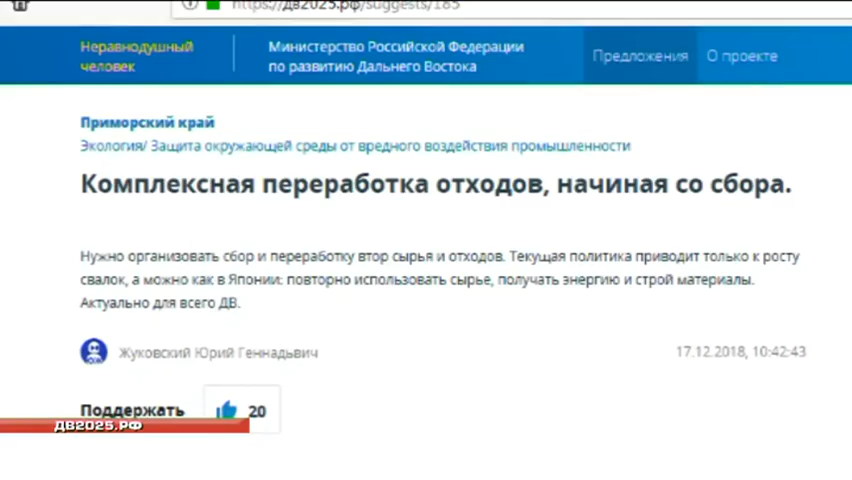 https://дв2025.рф/suggests/185
Неравнодушный
человек
Министерство Российской Федерации
по развитию Дальнего Востока
Предложения
О проекте
Приморский край
Экология/ Защита окружающей среды от вредного воздействия промышленности
Комплексная переработка отходов, начиная со сбора.
Нужно организовать сбор и переработку втор сырья и отходов. Текущая политика приводит только к росту
свалок, а можно как в Японии: повторно использовать сырье, получать энергию и строй материалы.
Актуально для всего ДВ.
Жуковский Юрий Геннадьвич
17.12.2018, 10:42:43
Поддержать
20
ДВ2025.РФ